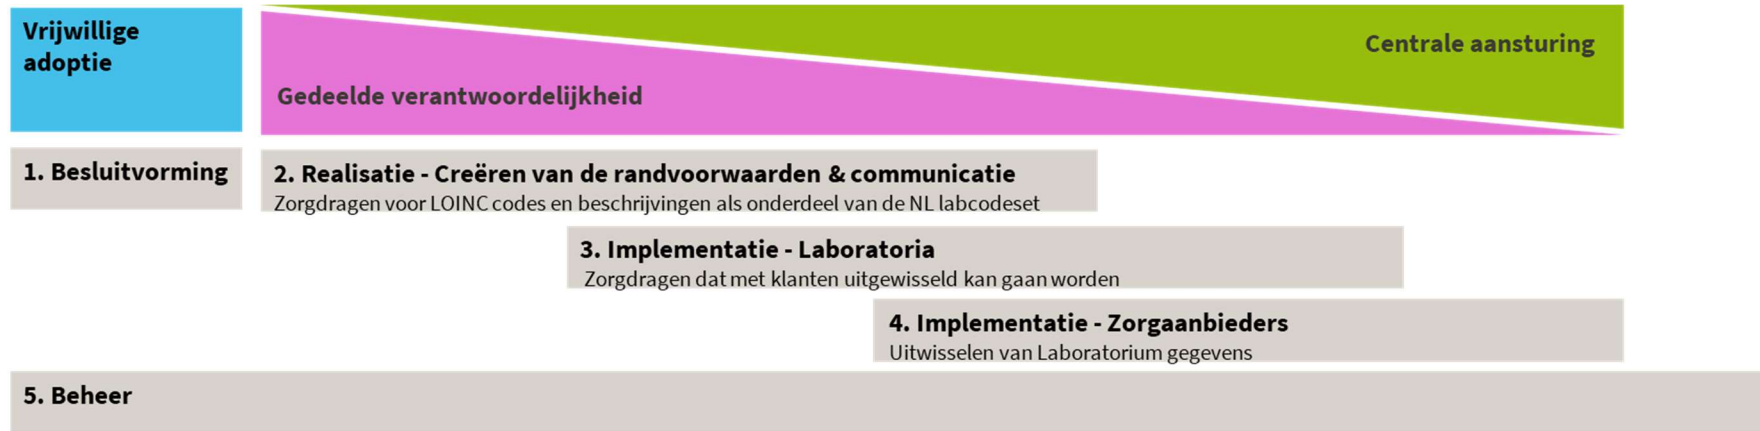 Vrijwillige
adoptie
Centrale aansturing
Gedeelde verantwoordelijkheid
1. Besluitvorming
2. Realisatie - Creëren van de randvoorwaarden & communicatie
Zorgdragen voor LOINC codes en beschrijvingen als onderdeel van de NL labcodeset
3. Implementatie - Laboratoria
Zorgdragen dat met klanten uitgewisseld kan gaan worden
4. Implementatie - Zorgaanbieders
Uitwisselen van Laboratorium gegevens
5. Beheer